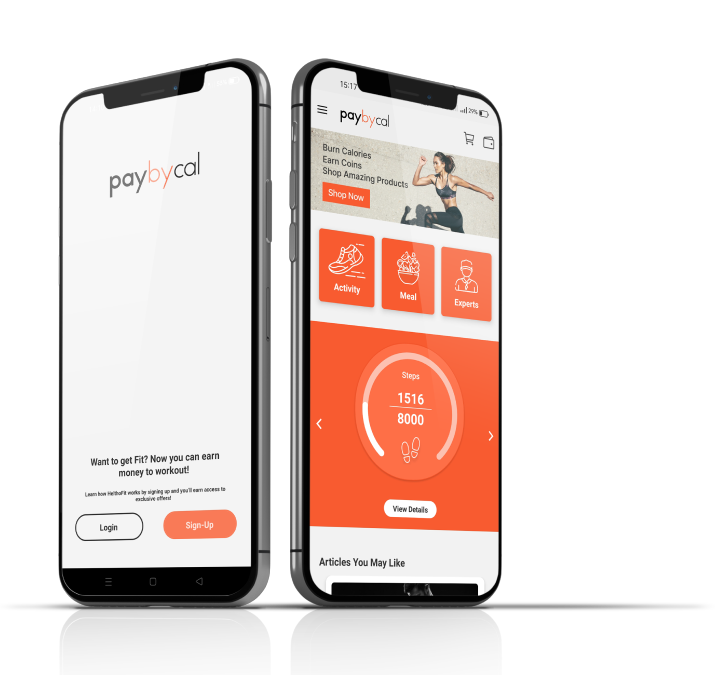 paybycal
Want to get Fit? Now you can earn
money to workout!
Learn how HelthoFit works by signing up and you'll earn access to
exclusive offers!
Login
Sign-Up
15:17
29%
paybycal
Burn Calories
Earn Coins
Shop Amazing Products
Shop Now
Activity
Meal
Experts
Steps
1516
8000
View Details
Articles You May Like